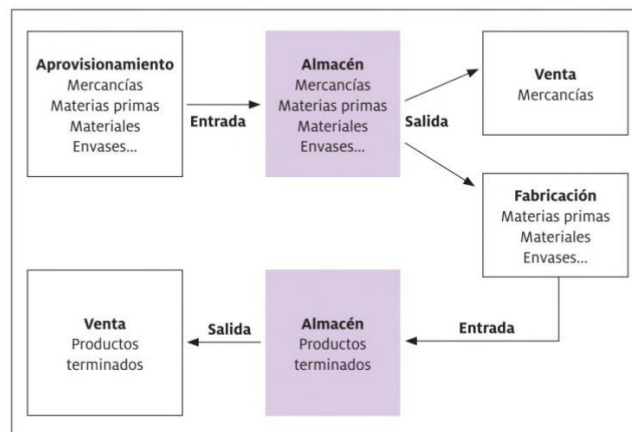 Aprovisionamiento
Mercancías
Materias primas
Materiales
Envases...
Entrada
Almacén
Mercancías
Materias primas
Materiales
Envases...
Salida
Venta
Mercancías
Fabricación
Materias primas
Materiales
Envases...
Entrada
Almacén
Productos
terminados
Salida
Venta
Productos
terminados